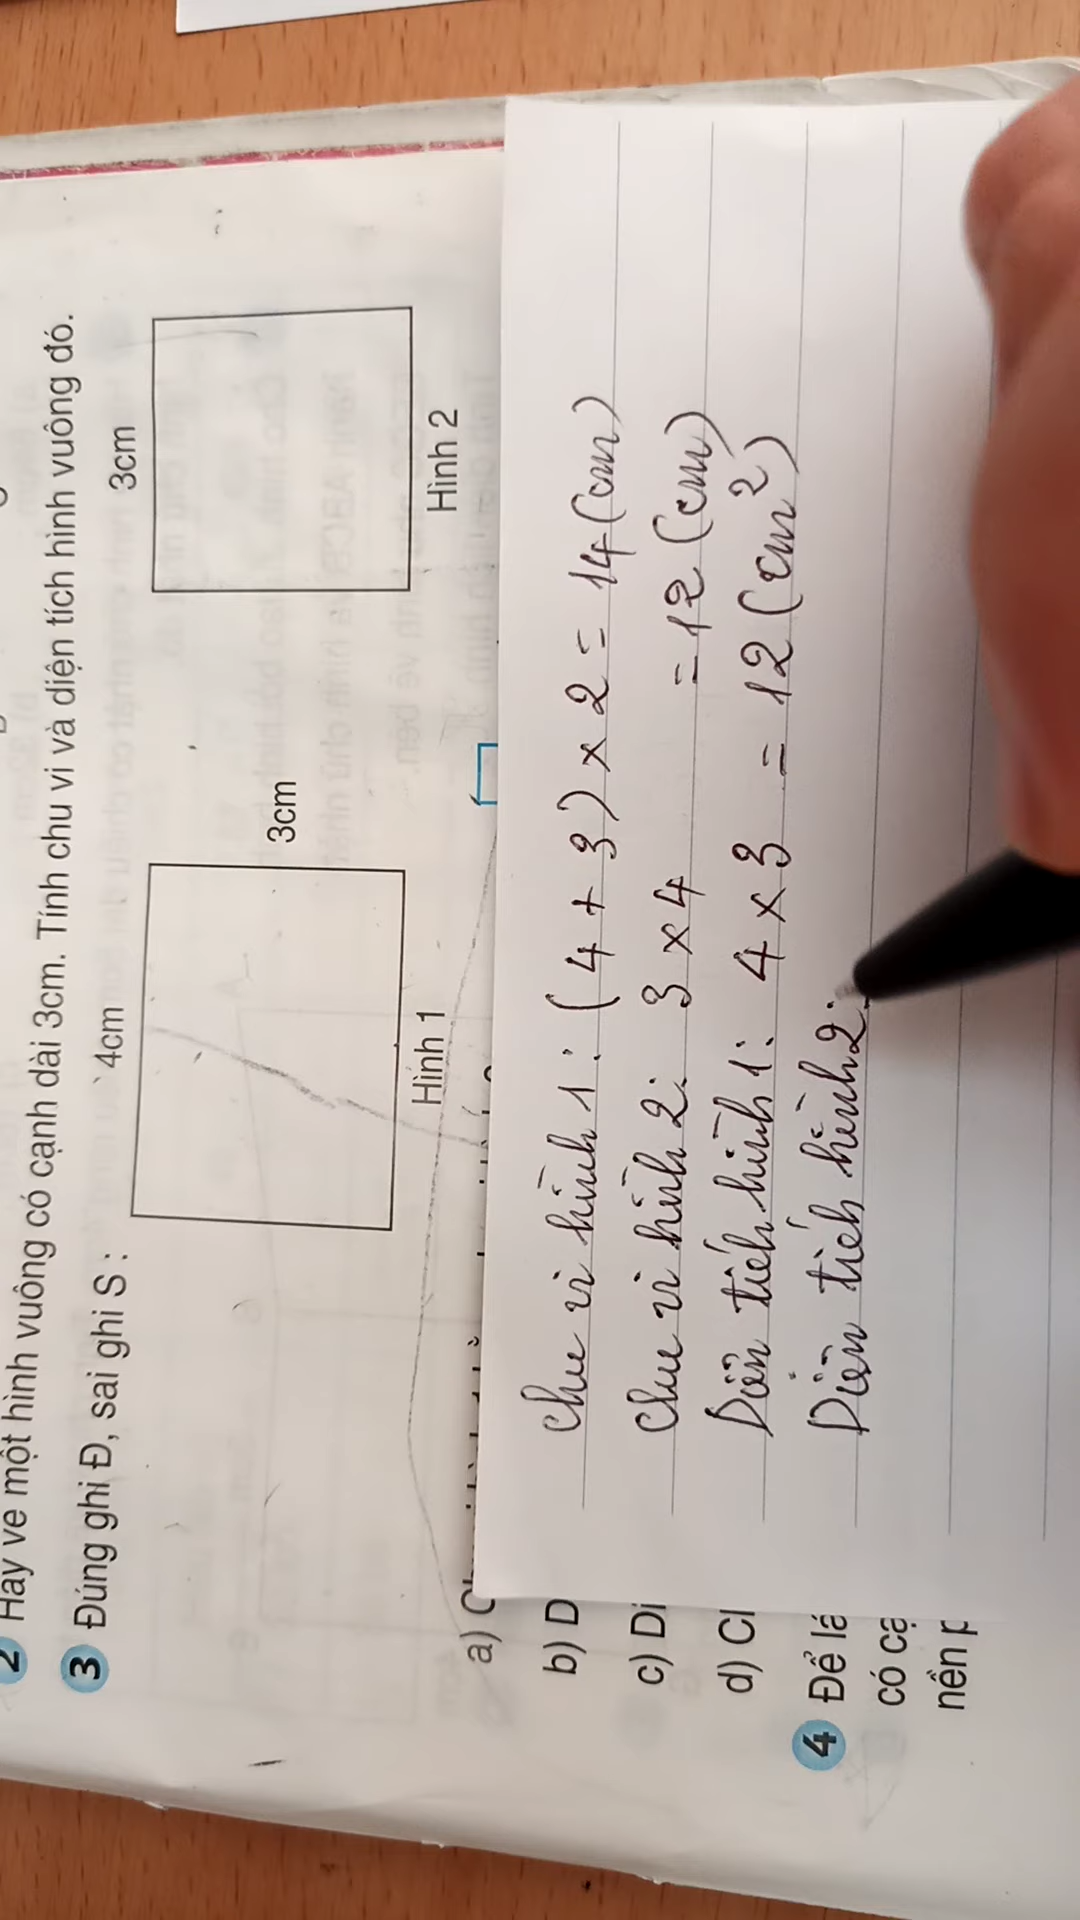 2 Hãy vẽ một hình vuông có cạnh dài 3cm. Tính chu vi và diện tích hình vuông đó.
3 Đúng ghi Đ, sai ghi S :
4cm
3cm
3cm
Hình 1
Hình 2
a)
b) D
c) Di
d) Cl
4 Để lá
có cạ
nền p
Chu vi hình 1: (4 + 3) × 2 = 14 (cm)
Chu vi hình 2: 3 × 4 = 12 (cm)
Diện tích hình 1: 4 × 3 = 12 (cm²)
Diện tích hình 2: